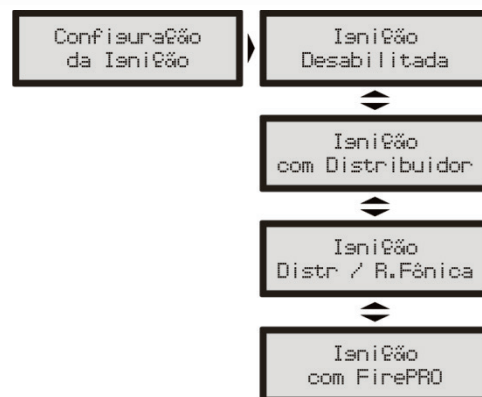 Configuração
da Ignição
Ignição
Desabilitada
Ignição
com Distribuidor
Ignição
Distr / R.Fônica
Ignição
com FirePRO